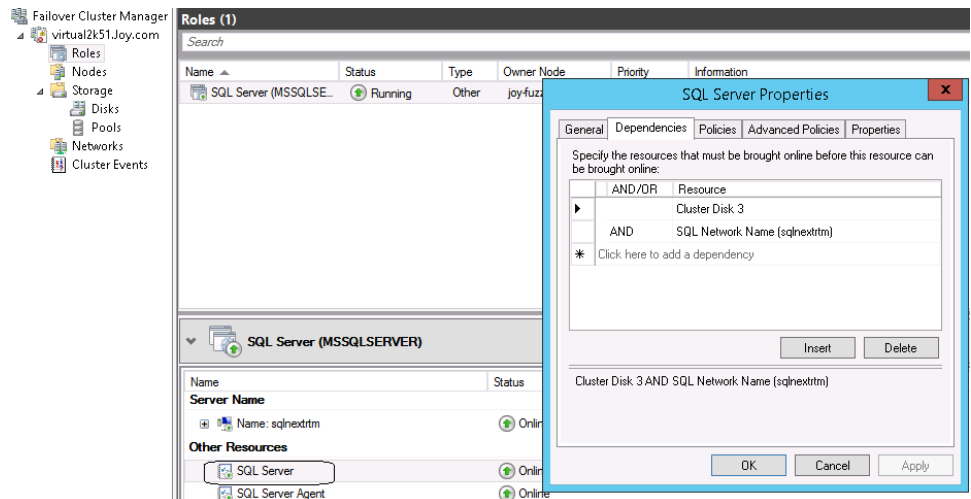 Failover Cluster Manager
virtual2k51.Joy.com
Roles
Nodes
Storage
Disks
Pools
Networks
Cluster Events
Roles (1)
Search
Name Status Type Owner Node Priority Information
SQL Server (MSSQLSE... Running Other joy-fuzz
SQL Server Properties
x
General Dependencies Policies Advanced Policies Properties
Specify the resources that must be brought online before this resource can
be brought online:
AND/OR Resource
Cluster Disk 3
AND SQL Network Name (sqlnextrtm)
Click here to add a dependency
Insert Delete
Cluster Disk 3 AND SQL Network Name (sqlnextrtm)
OK Cancel Apply
SQL Server (MSSQLSERVER)
Name Status
Server Name
Name: sqlnextrtm Onlin
Other Resources
SQL Server Onlin
SQL Server Agent Online